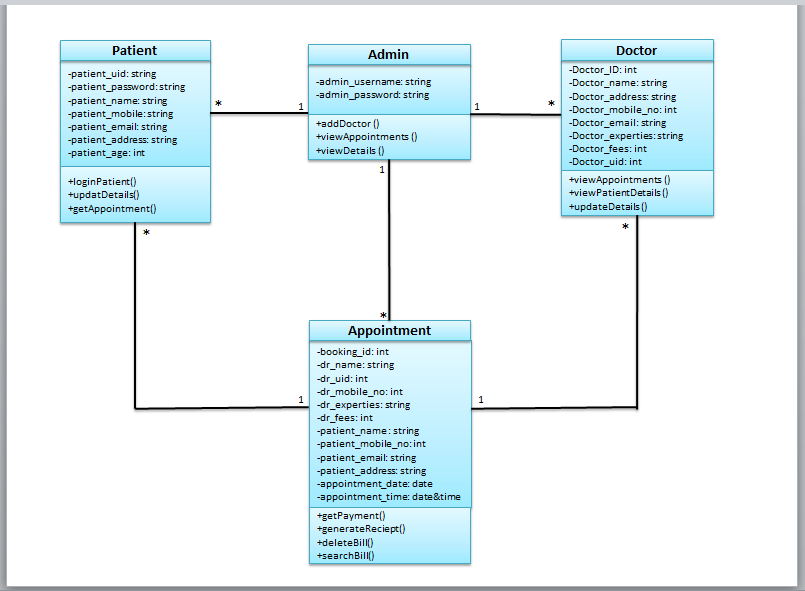 Patient
-patient_uid: string
-patient_password: string
-patient_name: string
-patient_mobile: string
-patient_email: string
-patient_address: string
-patient_age: int
+loginPatient()
+updatDetails()
+getAppointment()
*
1
Admin
-admin_username: string
-admin_password: string
+addDoctor ()
+viewAppointments ()
+viewDetails ()
1
*
Doctor
-Doctor_ID: int
-Doctor_name: string
-Doctor_address: string
-Doctor_mobile_no: int
-Doctor_email: string
-Doctor_experties: string
-Doctor_fees: int
-Doctor_uid: int
+viewAppointments ()
+viewPatientDetails()
+updateDetails()
1
*
*
*
1
1
Appointment
-booking_id: int
-dr_name: string
-dr_uid: int
-dr_mobile_no: int
-dr_experties: string
-dr_fees: int
-patient_name: string
-patient_mobile_no: int
-patient_email: string
-patient_address: string
-appointment_date: date
-appointment_time: date&time
+getPayment()
+generateReciept()
+deleteBill()
+searchBill()